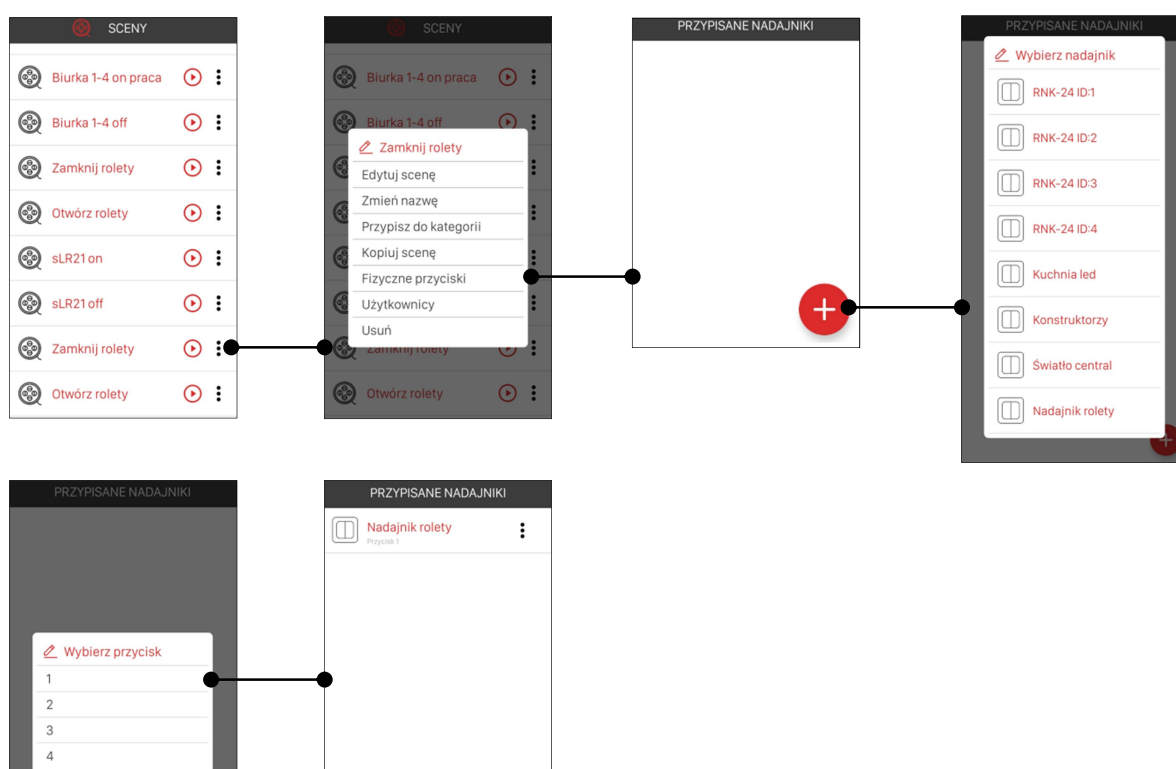 SCENY
Biurka 1-4 on praca
Biurka 1-4 off
Zamknij rolety
Otwórz rolety
sLR21 on
sLR21 off
Zamknij rolety
Otwórz rolety
SCENY
Biurka 1-4 on praca
Biurka 1-4 off
Zamknij rolety
Edytuj scenę
Zmień nazwę
Przypisz do kategorii
Kopiuj scenę
Fizyczne przyciski
Użytkownicy
Usuń
Zamknij rolety
Otwórz rolety
PRZYPISANE NADAJNIKI
PRZYPISANE NADAJNIKI
Wybierz nadajnik
RNK-24 ID:1
RNK-24 ID:2
RNK-24 ID:3
RNK-24 ID:4
Kuchnia led
Konstruktorzy
Światło central
Nadajnik rolety
PRZYPISANE NADAJNIKI
Wybierz przycisk
1
2
3
4
PRZYPISANE NADAJNIKI
Nadajnik rolety
Przycisk 1